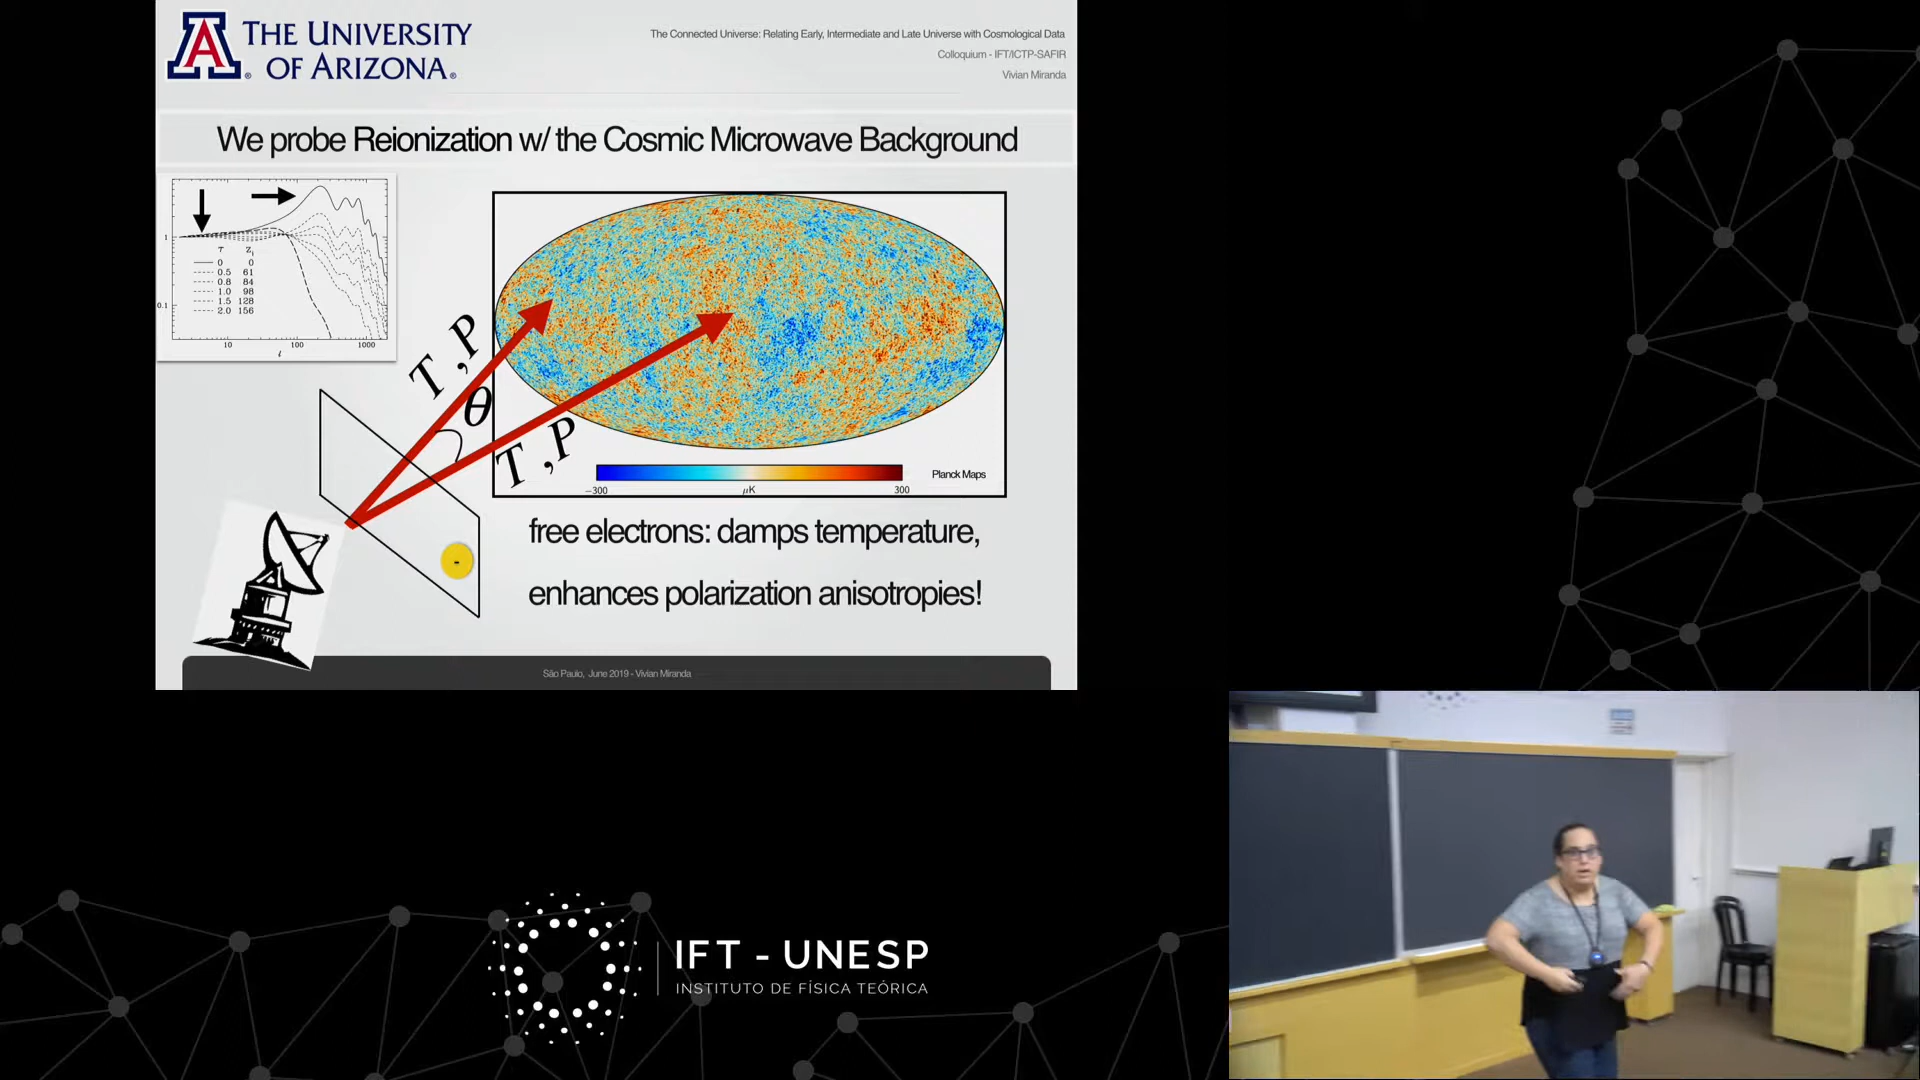 THE UNIVERSITY
OF ARIZONA.
The Connected Universe: Relating Early, Intermediate and Late Universe with Cosmological Data
Colloquium - IFT/ICTP-SAFIR
Vivian Miranda
We probe Reionization w/ the Cosmic Microwave Background
1
0.1
τ zi
0 0
0.5 61
0.8 84
1.0 98
1.5 128
2.0 156
10 100 1000
ℓ
T,P
θ
T,P
-300 μK 300
Planck Maps
-
free electrons: damps temperature,
enhances polarization anisotropies!
São Paulo, June 2019 - Vivian Miranda
IFT - UNESP
INSTITUTO DE FÍSICA TEÓRICA